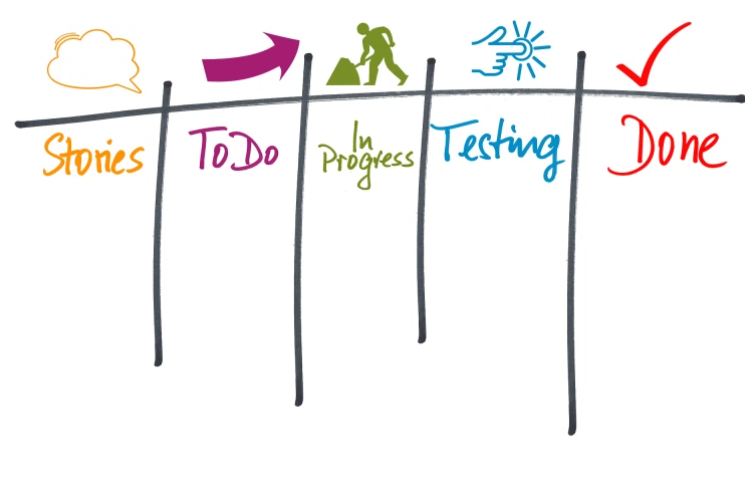 Stories
ToDo
In
Progress
Testing
Done